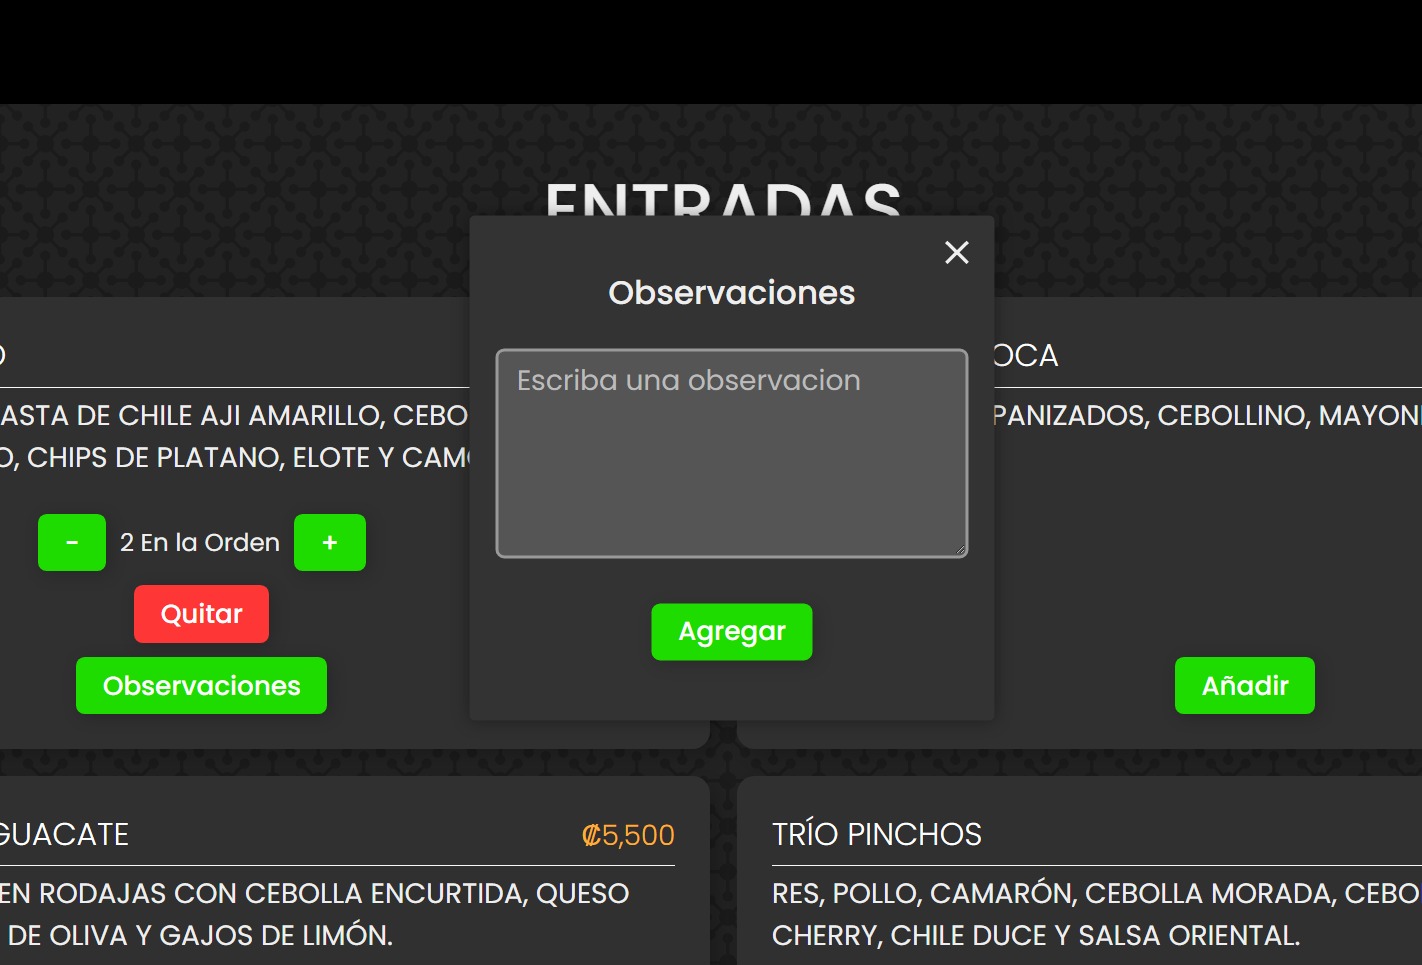 ENTRADAS
Observaciones
Escriba una observacion
Agregar
ASTA DE CHILE AJI AMARILLO, CEBO
O, CHIPS DE PLATANO, ELOTE Y CAM
- 2 En la Orden +
Quitar
Observaciones
OCA
PANIZADOS, CEBOLLINO, MAYON
Añadir
GUACATE ₡5,500
EN RODAJAS CON CEBOLLA ENCURTIDA, QUESO
DE OLIVA Y GAJOS DE LIMÓN.
TRÍO PINCHOS
RES, POLLO, CAMARÓN, CEBOLLA MORADA, CEBO
CHERRY, CHILE DUCE Y SALSA ORIENTAL.